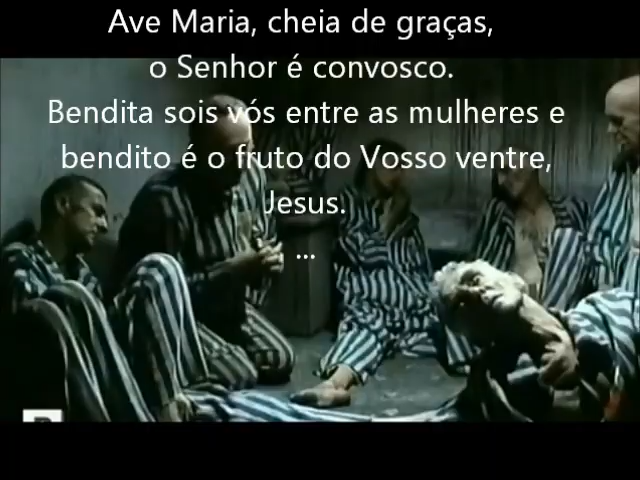 Ave Maria, cheia de graças,
o Senhor é convosco.
Bendita sois vós entre as mulheres e
bendito é o fruto do Vosso ventre,
Jesus.
...